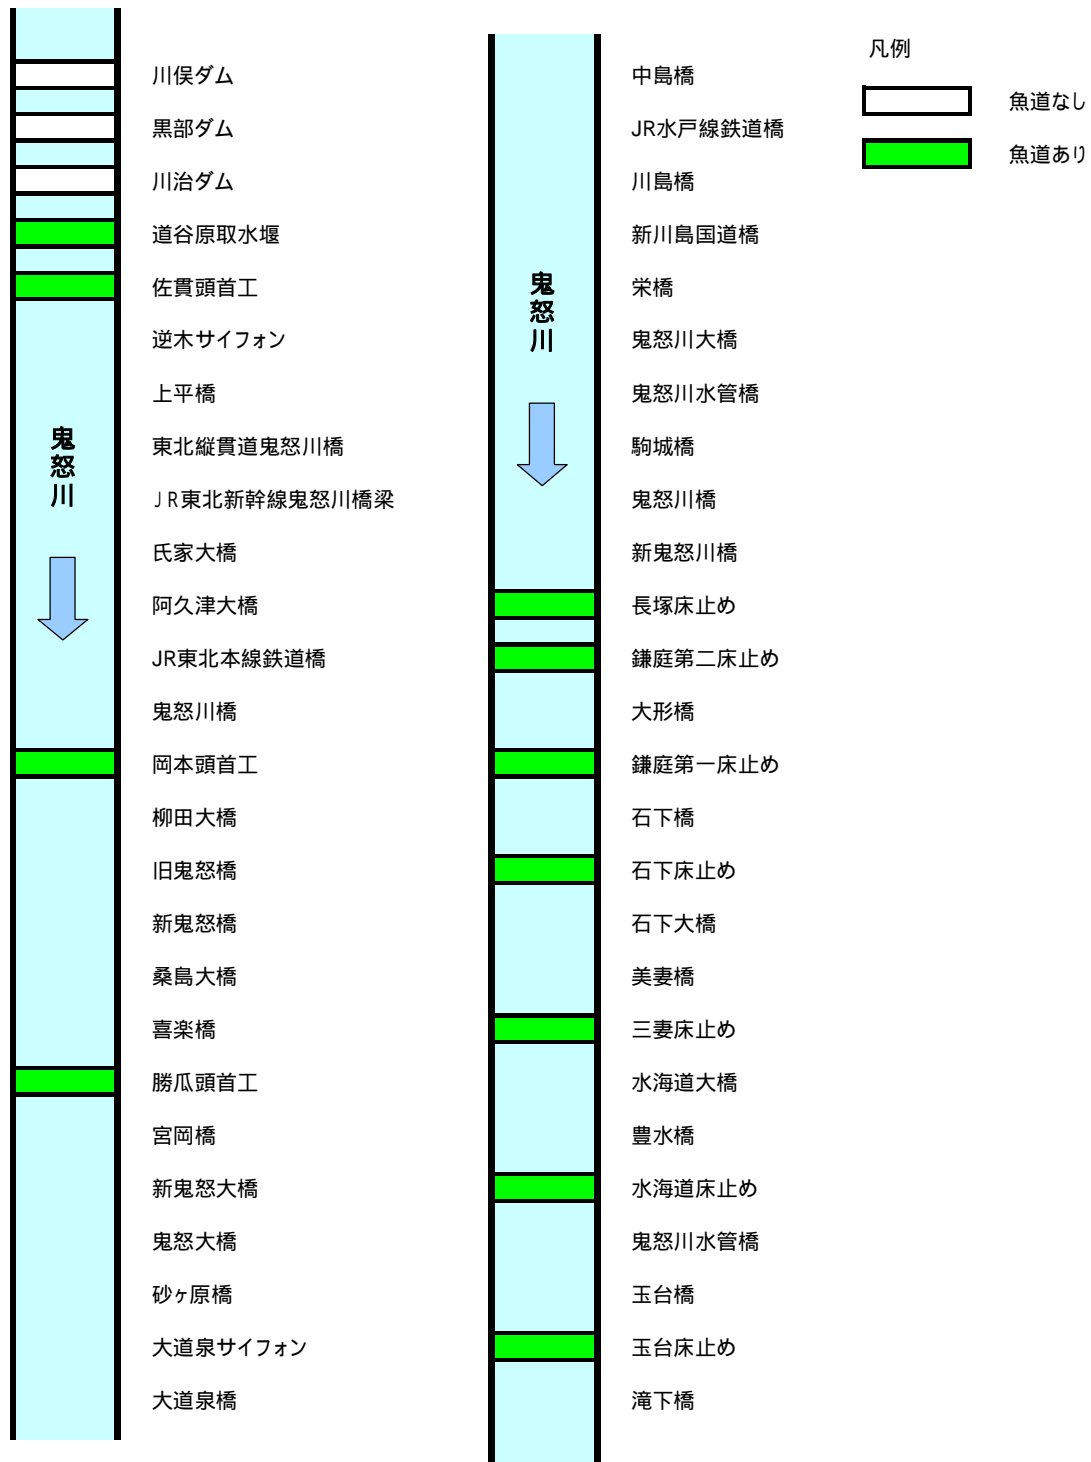 川俣ダム
黒部ダム
川治ダム
道谷原取水堰
佐貫頭首工
逆木サイフォン
上平橋
東北縦貫道鬼怒川橋
JR東北新幹線鬼怒川橋梁
氏家大橋
阿久津大橋
JR東北本線鉄道橋
鬼怒川橋
岡本頭首工
柳田大橋
旧鬼怒橋
新鬼怒橋
桑島大橋
喜楽橋
勝瓜頭首工
宮岡橋
新鬼怒大橋
鬼怒大橋
砂ヶ原橋
大道泉サイフォン
大道泉橋
鬼怒川
中島橋
JR水戸線鉄道橋
川島橋
新川島国道橋
栄橋
鬼怒川大橋
鬼怒川水管橋
駒城橋
鬼怒川橋
新鬼怒川橋
長塚床止め
鎌庭第二床止め
大形橋
鎌庭第一床止め
石下橋
石下床止め
石下大橋
美妻橋
三妻床止め
水海道大橋
豊水橋
水海道床止め
鬼怒川水管橋
玉台橋
玉台床止め
滝下橋
鬼怒川
凡例
魚道なし
魚道あり